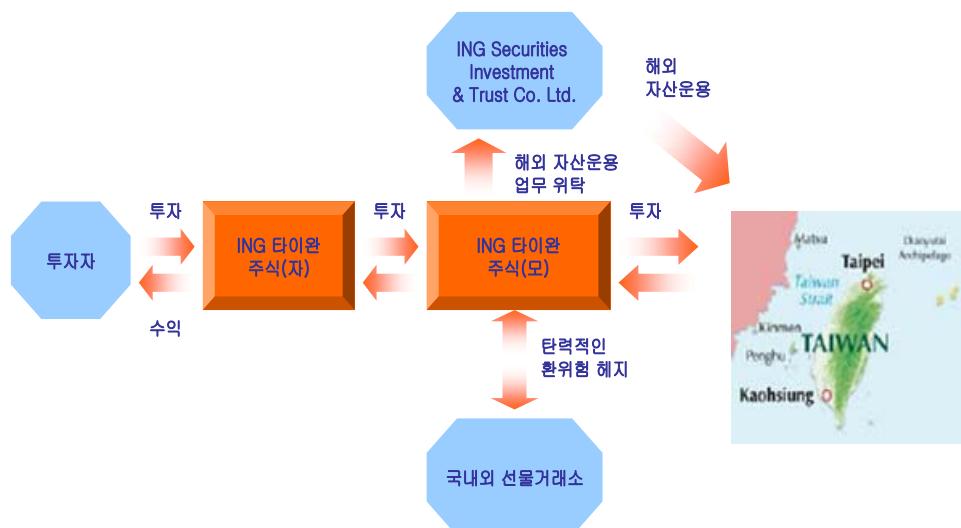 ING Securities
Investment
& Trust Co. Ltd.
해외
자산운용
해외 자산운용
업무 위탁
투자자
투자
수익
ING 타이완
주식(자)
투자
ING 타이완
주식(모)
투자
탄력적인
환위험 헤지
국내외 선물거래소
Matsu
Taipei
Archipelago
Taiwan
Strait
Kinmen
Penghu
TAIWAN
Kaohsiung